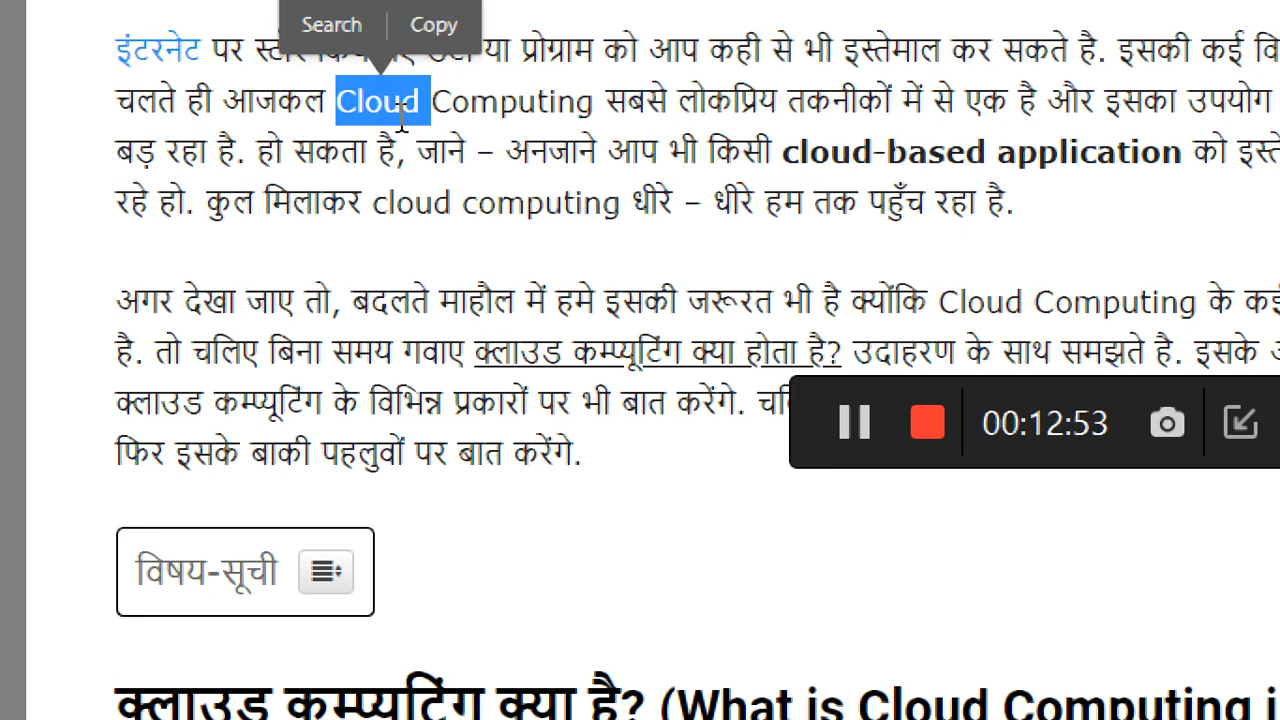 Search Copy
इंटरनेट पर या प्रोग्राम को आप कही से भी इस्तेमाल कर सकते है. इसकी कई
चलते ही आजकल Cloud Computing सबसे लोकप्रिय तकनीकों में से एक है और इसका उपयोग
बड़ रहा है. हो सकता है, जाने – अनजाने आप भी किसी cloud-based application को
रहे हो. कुल मिलाकर cloud computing धीरे – धीरे हम तक पहुँच रहा है.
अगर देखा जाए तो, बदलते माहौल में हमे इसकी जरूरत भी है क्योंकि Cloud Computing के
है. तो चलिए बिना समय गवाए क्लाउड कम्प्यूटिंग क्या होता है? उदाहरण के साथ समझते है. इसके
क्लाउड कम्प्यूटिंग के विभिन्न प्रकारों पर भी बात करेंगे.
00:12:53
फिर इसके बाकी पहलुवों पर बात करेंगे.
विषय-सूची
क्लाउड कम्प्यूटिंग क्या है? (What is Cloud Computing